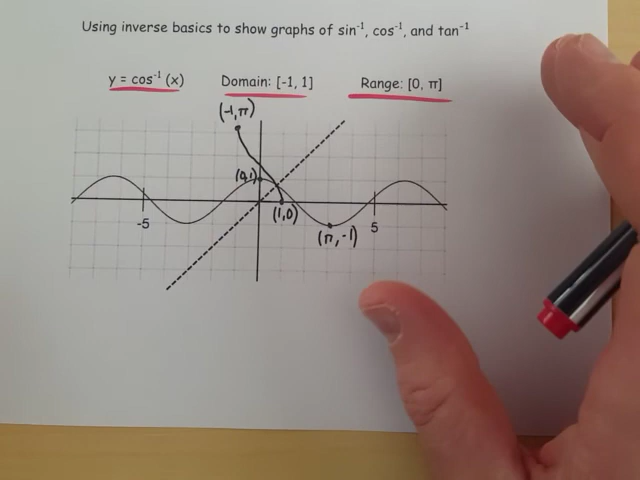 Using inverse basics to show graphs of sin⁻¹, cos⁻¹, and tan⁻¹
y = cos⁻¹ (x) Domain: [-1, 1] Range: [0, π]
(-1,π)
(0,1)
(1,0)
-5 5
(π,-1)